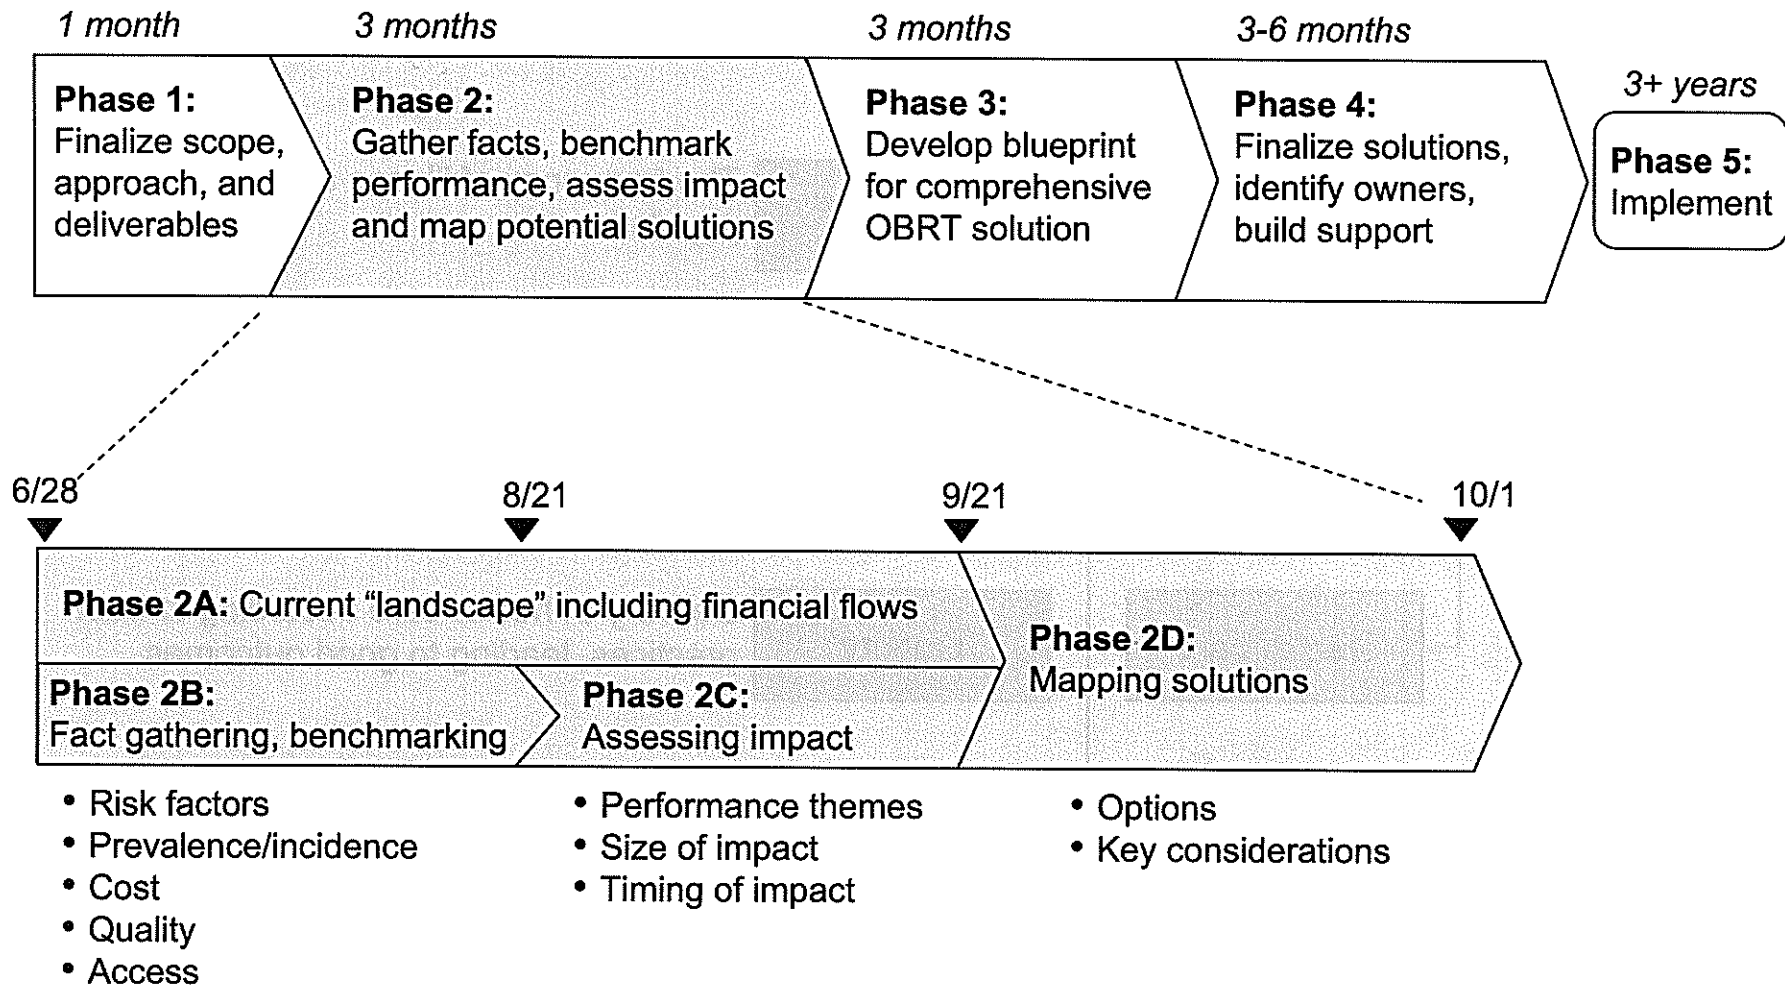 1 month
3 months
3 months
3-6 months
3+ years
Phase 1:
Finalize scope,
approach, and
deliverables
Phase 2:
Gather facts, benchmark
performance, assess impact
and map potential solutions
Phase 3:
Develop blueprint
for comprehensive
OBRT solution
Phase 4:
Finalize solutions,
identify owners,
build support
Phase 5:
Implement
6/28
8/21
9/21
10/1
Phase 2A: Current “landscape” including financial flows
Phase 2B:
Fact gathering, benchmarking
Phase 2C:
Assessing impact
Phase 2D:
Mapping solutions
• Risk factors
• Prevalence/incidence
• Cost
• Quality
• Access
• Performance themes
• Size of impact
• Timing of impact
• Options
• Key considerations